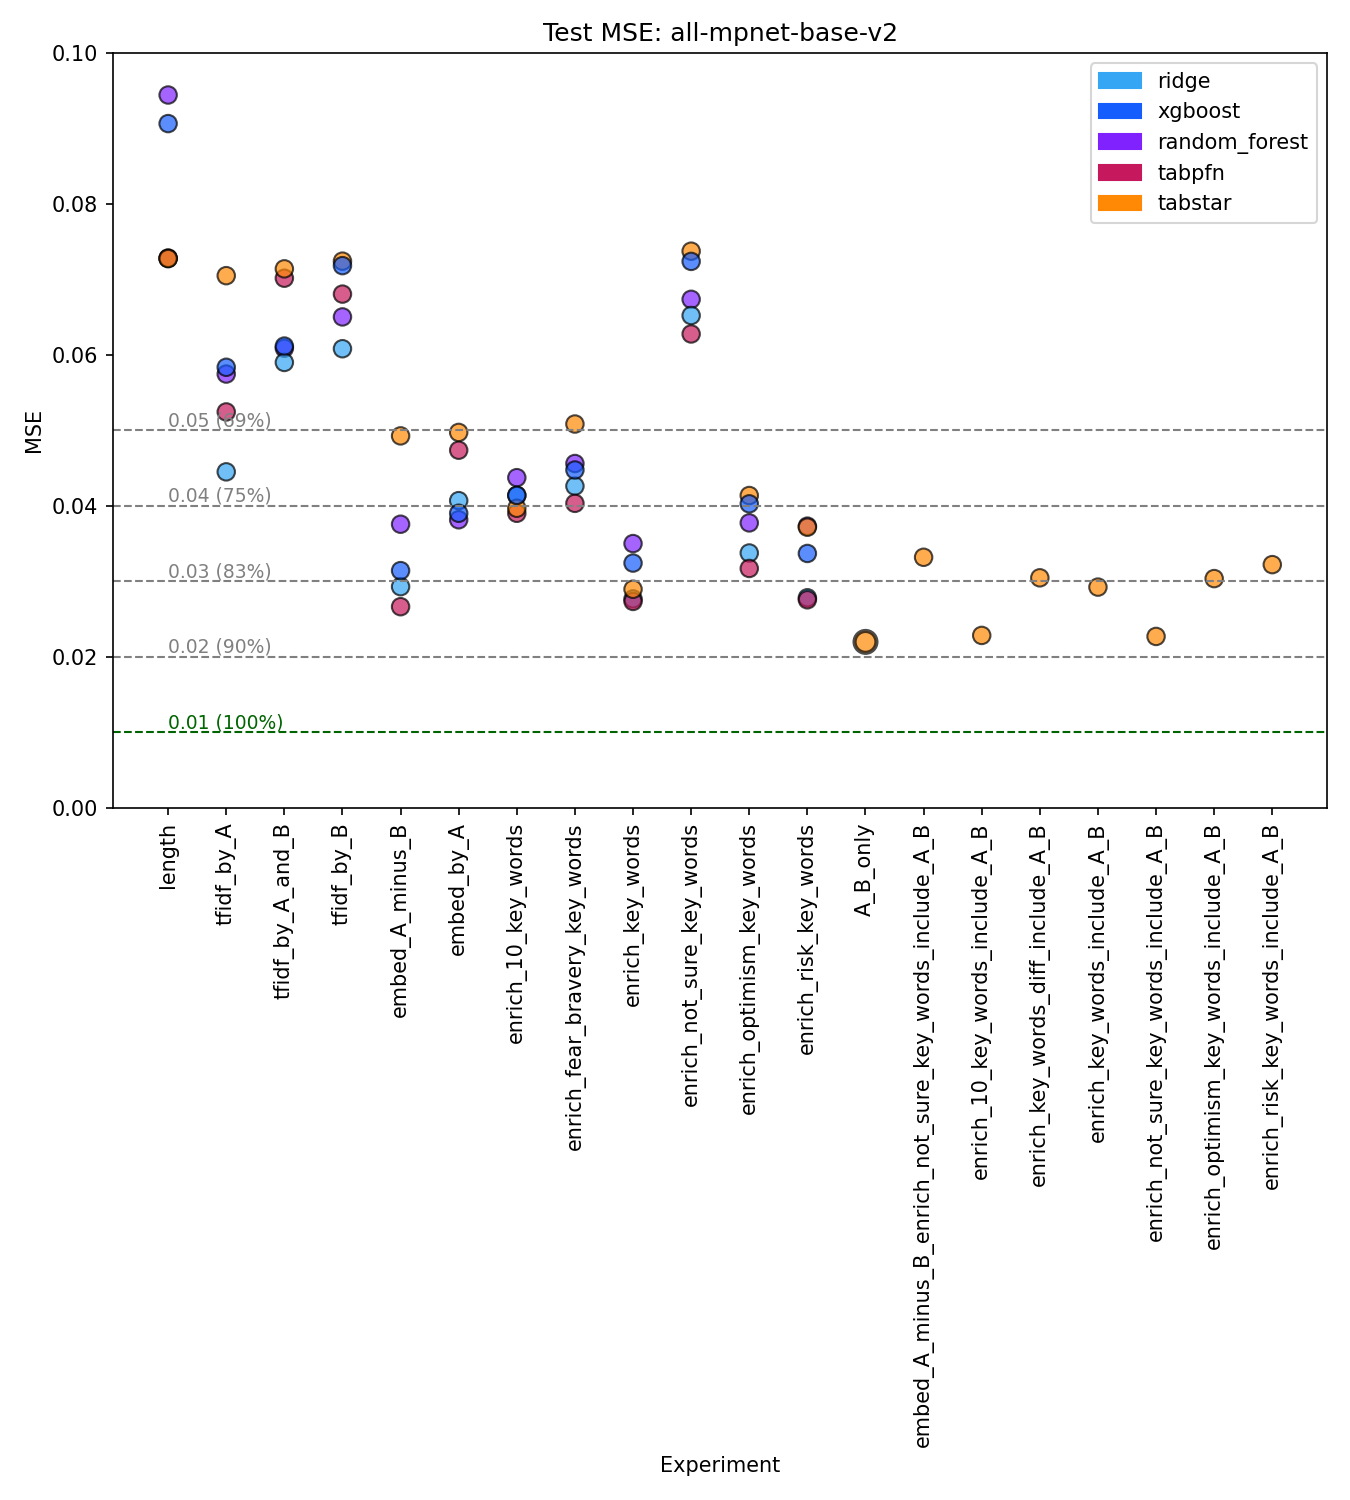 Test MSE: all-mpnet-base-v2
0.10
0.08
0.06
0.04
0.02
0.00
MSE
ridge
xgboost
random_forest
tabpfn
tabstar
0.05 (69%)
0.04 (75%)
0.03 (83%)
0.02 (90%)
0.01 (100%)
length
tfidf_by_A
tfidf_by_A_and_B
tfidf_by_B
embed_A_minus_B
embed_by_A
enrich_10_key_words
enrich_fear_bravery_key_words
enrich_key_words
enrich_not_sure_key_words
enrich_optimism_key_words
enrich_risk_key_words
A_B_only
embed_A_minus_B_enrich_not_sure_key_words_include_A_B
enrich_10_key_words_include_A_B
enrich_key_words_diff_include_A_B
enrich_key_words_include_A_B
enrich_not_sure_key_words_include_A_B
enrich_optimism_key_words_include_A_B
enrich_risk_key_words_include_A_B
Experiment